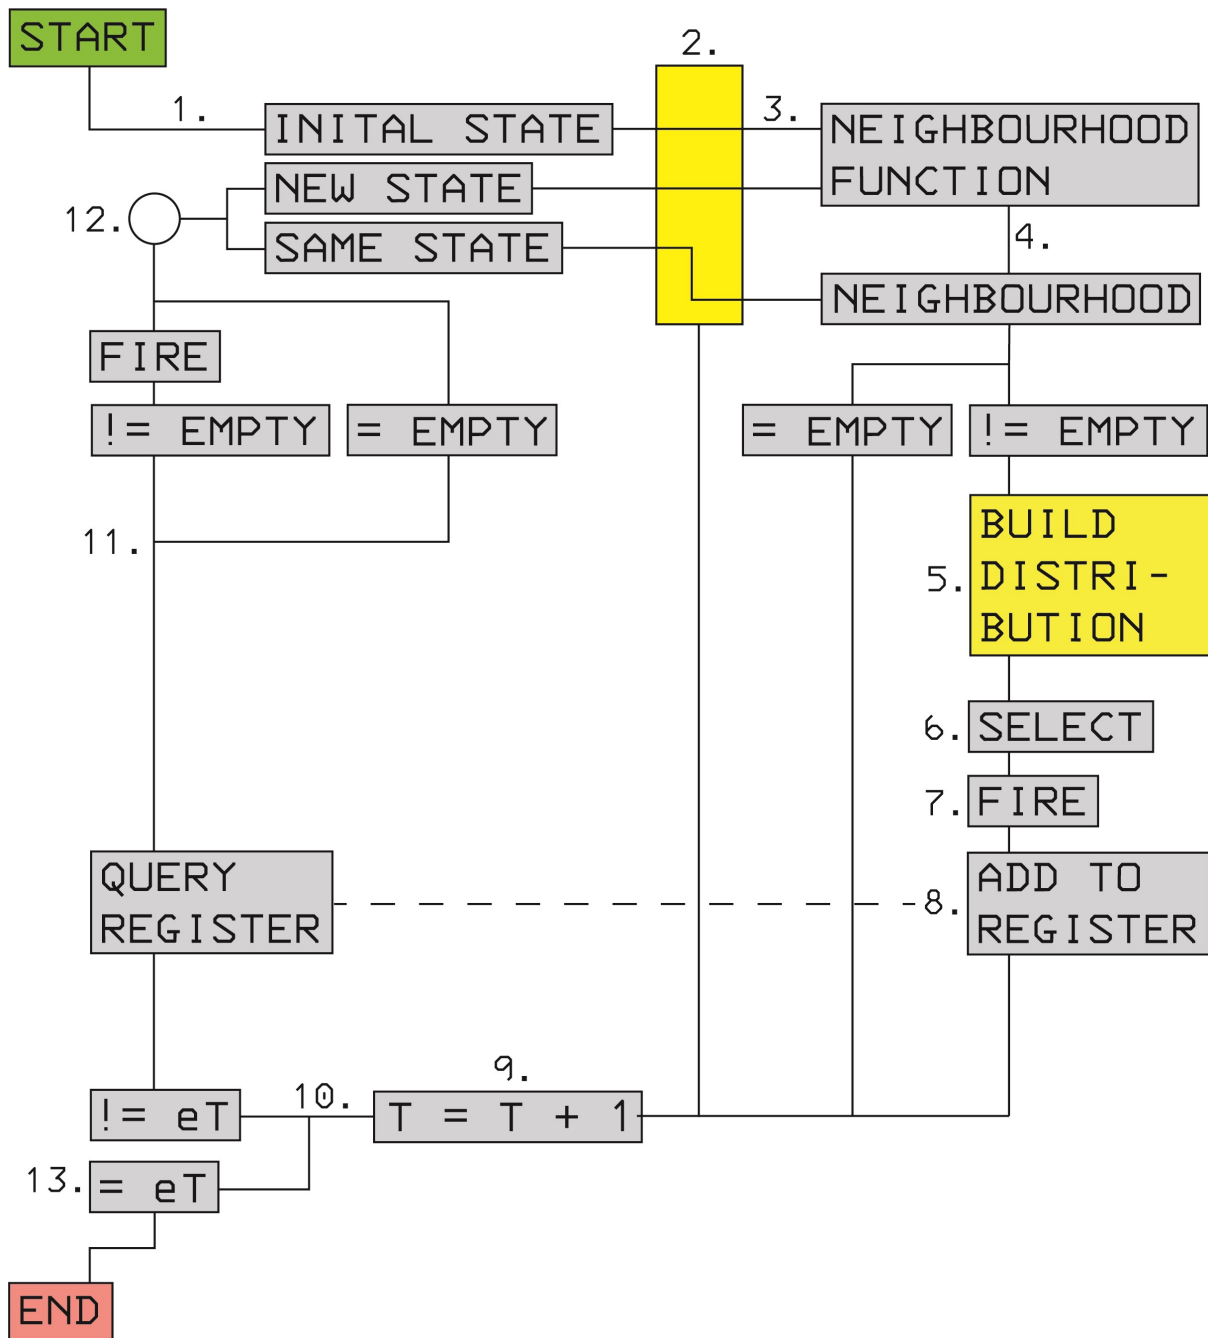 START
2.
1.
INITAL STATE
3.
NEIGHBOURHOOD
FUNCTION
NEW STATE
12.
SAME STATE
4.
NEIGHBOURHOOD
FIRE
!= EMPTY
= EMPTY
= EMPTY
!= EMPTY
11.
5.
BUILD
DISTRI-
BUTION
6.
SELECT
7.
FIRE
QUERY
REGISTER
8.
ADD TO
REGISTER
9.
!= eT
10.
T = T + 1
13.
= eT
END